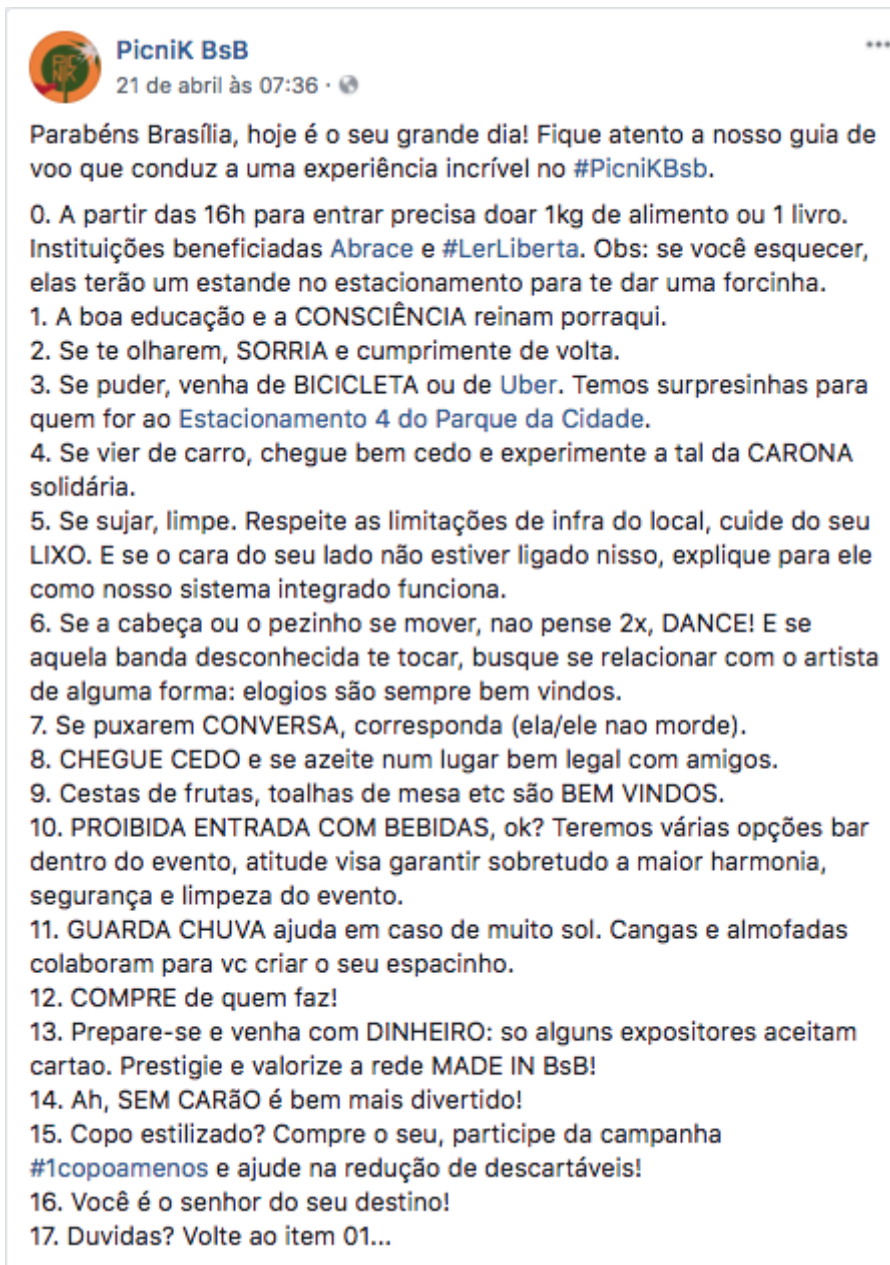 PicniK BsB
21 de abril às 07:36
Parabéns Brasília, hoje é o seu grande dia! Fique atento a nosso guia de
voo que conduz a uma experiência incrível no #PicniKBsb.
0. A partir das 16h para entrar precisa doar 1kg de alimento ou 1 livro.
Instituições beneficiadas Abrace e #LerLiberta. Obs: se você esquecer,
elas terão um estande no estacionamento para te dar uma forcinha.
1. A boa educação e a CONSCIÊNCIA reinam porraqui.
2. Se te olharem, SORRIA e cumprimente de volta.
3. Se puder, venha de BICICLETA ou de Uber. Temos surpresinhas para
quem for ao Estacionamento 4 do Parque da Cidade.
4. Se vier de carro, chegue bem cedo e experimente a tal da CARONA
solidária.
5. Se sujar, limpe. Respeite as limitações de infra do local, cuide do seu
LIXO. E se o cara do seu lado não estiver ligado nisso, explique para ele
como nosso sistema integrado funciona.
6. Se a cabeça ou o pezinho se mover, nao pense 2x, DANCE! E se
aquela banda desconhecida te tocar, busque se relacionar com o artista
de alguma forma: elogios são sempre bem vindos.
7. Se puxarem CONVERSA, corresponda (ela/ele nao morde).
8. CHEGUE CEDO e se azeite num lugar bem legal com amigos.
9. Cestas de frutas, toalhas de mesa etc são BEM VINDOS.
10. PROIBIDA ENTRADA COM BEBIDAS, ok? Teremos várias opções bar
dentro do evento, atitude visa garantir sobretudo a maior harmonia,
segurança e limpeza do evento.
11. GUARDA CHUVA ajuda em caso de muito sol. Cangas e almofadas
colaboram para vc criar o seu espacinho.
12. COMPRE de quem faz!
13. Prepare-se e venha com DINHEIRO: so alguns expositores aceitam
cartao. Prestigie e valorize a rede MADE IN BsB!
14. Ah, SEM CARãO é bem mais divertido!
15. Copo estilizado? Compre o seu, participe da campanha
#1copoamenos e ajude na redução de descartáveis!
16. Você é o senhor do seu destino!
17. Duvidas? Volte ao item 01...